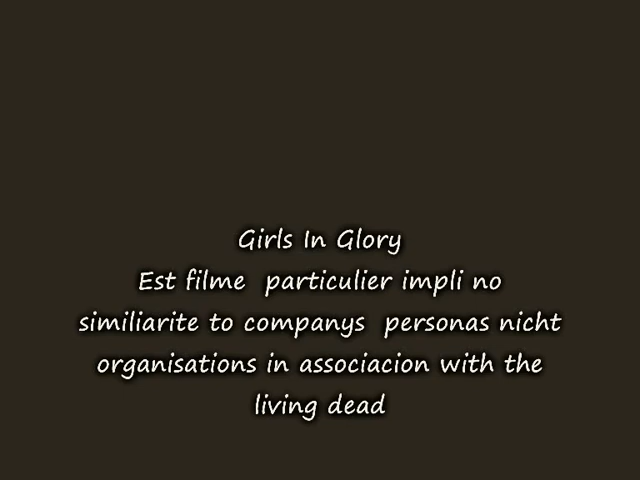 Girls In Glory
Est filme particulier impli no
similiarite to companys personas nicht
organisations in associacion with the
living dead